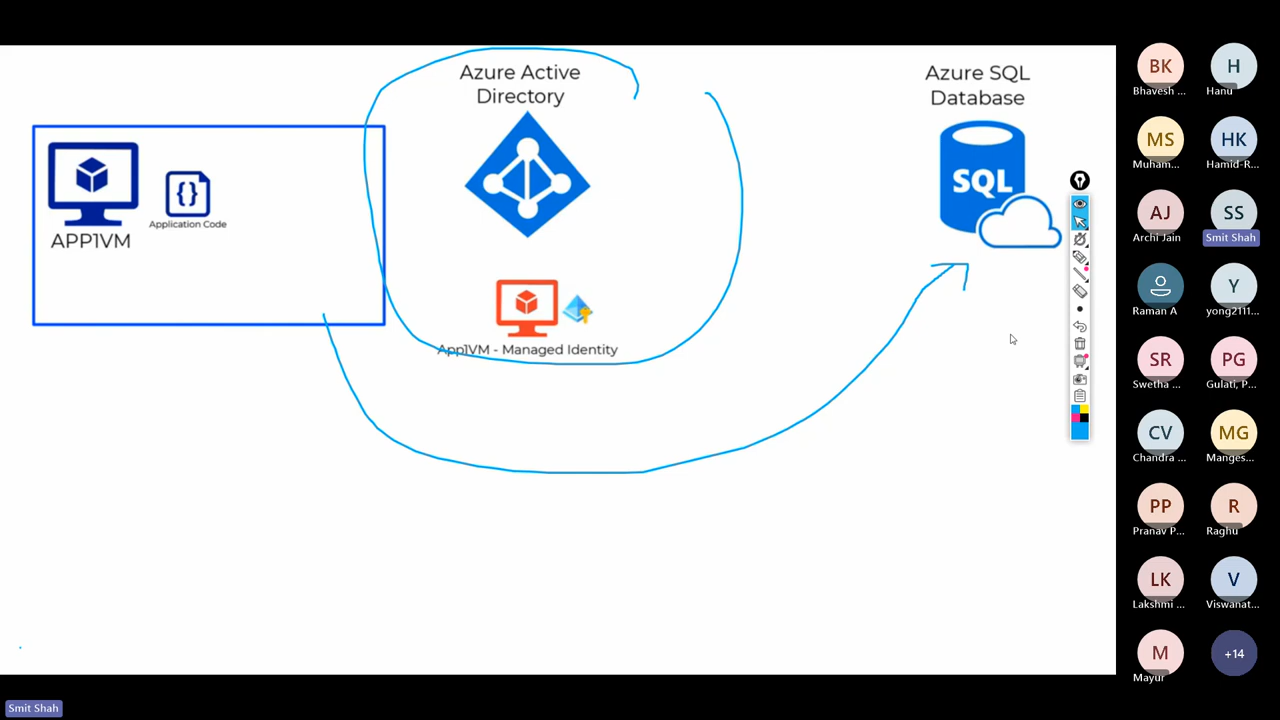 Azure Active
Directory
Azure SQL
Database
SQL
{}
Application Code
APP1VM
App1VM - Managed Identity
BK
Bhavesh ...
H
Hanu
MS
Muham...
HK
Hamid-R...
AJ
Archi Jain
SS
Smit Shah
Raman A
Y
yong2111...
SR
Swetha ...
PG
Gulati, P...
CV
Chandra ...
MG
Manges...
PP
Pranav P...
R
Raghu
LK
Lakshmi ...
V
Viswanat...
M
Mayur
+14
Smit Shah